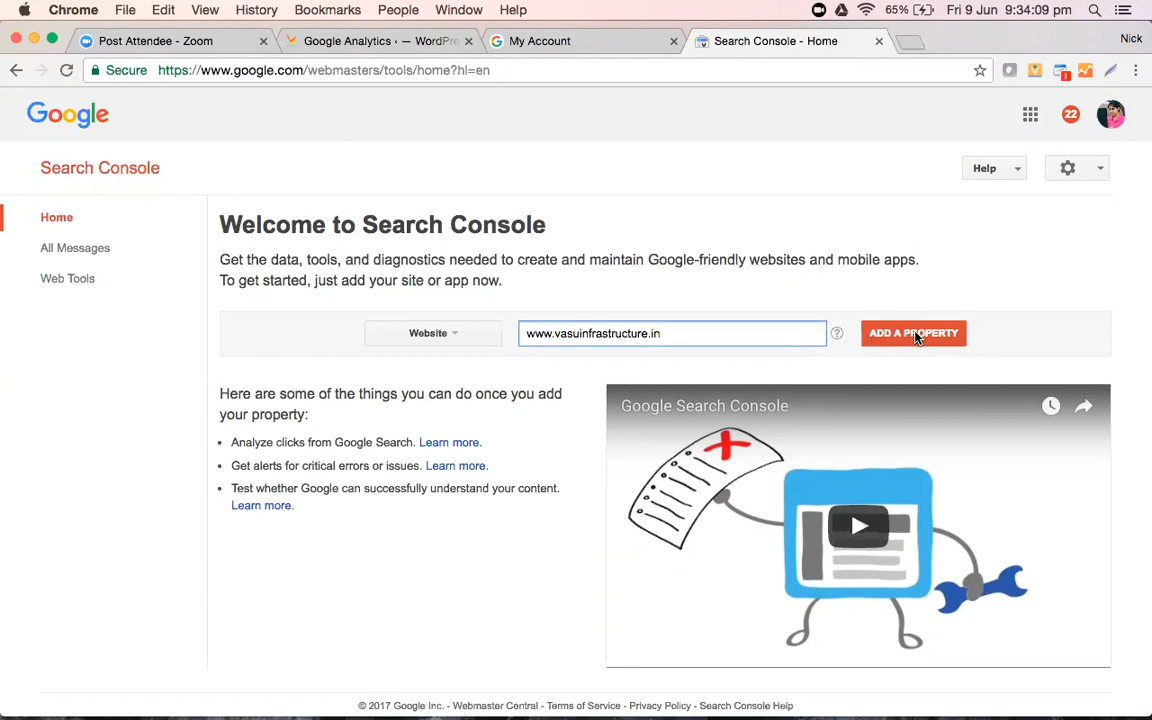 Chrome File Edit View History Bookmarks People Window Help 65% Fri 9 Jun 9:34:09 pm
Post Attendee - Zoom Google Analytics ‹ — WordPre My Account Search Console - Home Nick
Secure https://www.google.com/webmasters/tools/home?hl=en
Google 22
Search Console Help
Home
All Messages
Web Tools
Welcome to Search Console
Get the data, tools, and diagnostics needed to create and maintain Google-friendly websites and mobile apps.
To get started, just add your site or app now.
Website www.vasuinfrastructure.in ? ADD A PROPERTY
Here are some of the things you can do once you add
your property:
Analyze clicks from Google Search. Learn more.
Get alerts for critical errors or issues. Learn more.
Test whether Google can successfully understand your content.
Learn more.
Google Search Console
© 2017 Google Inc. - Webmaster Central - Terms of Service - Privacy Policy - Search Console Help